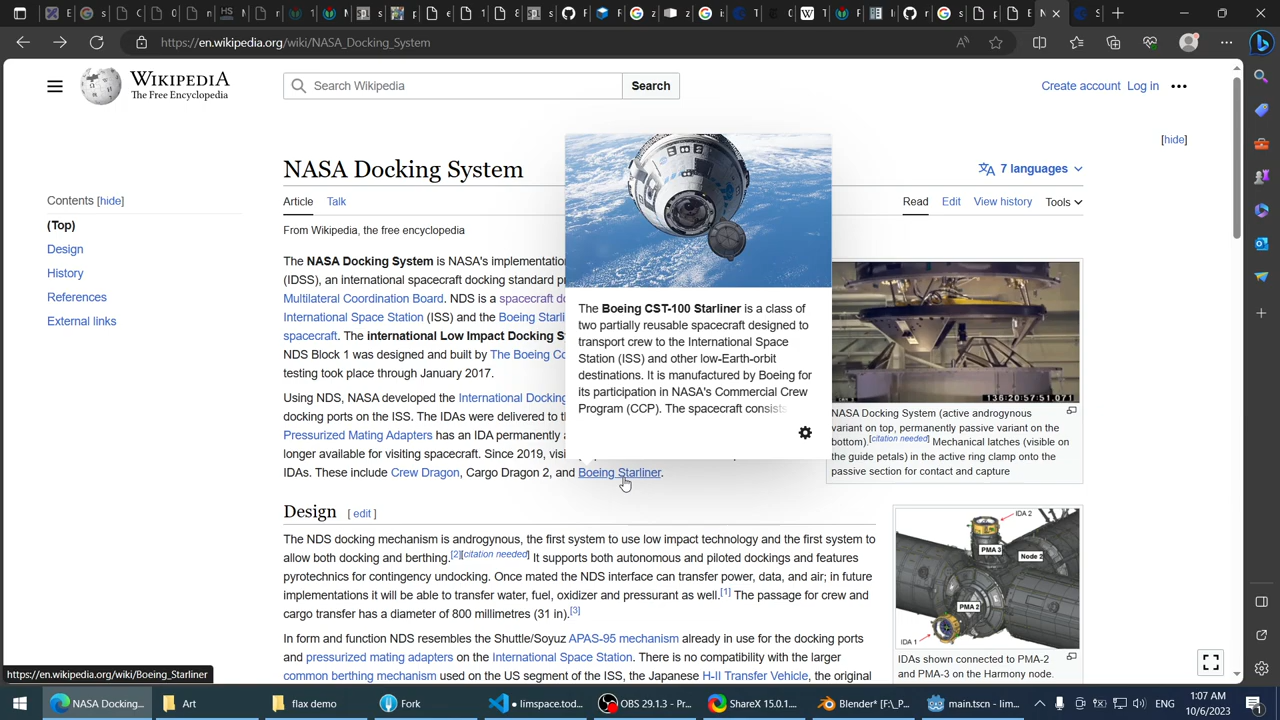 https://en.wikipedia.org/wiki/NASA_Docking_System
WIKIPEDIA
The Free Encyclopedia
Search Wikipedia
Search
Create account Log in
[hide]
NASA Docking System
7 languages
Contents [hide]
(Top)
Design
History
References
External links
Article Talk
Read Edit View history Tools
From Wikipedia, the free encyclopedia
The NASA Docking System is NASA's
(IDSS), an international spacecraft docking standard
Multilateral Coordination Board. NDS is a spacecraft
International Space Station (ISS) and the Boeing
spacecraft. The international Low Impact Docking
NDS Block 1 was designed and built by The Boeing
testing took place through January 2017.
Using NDS, NASA developed the International Docking
docking ports on the ISS. The IDAs were delivered to
Pressurized Mating Adapters has an IDA permanently
longer available for visiting spacecraft. Since 2019,
IDAs. These include Crew Dragon, Cargo Dragon 2, and Boeing Starliner.
The Boeing CST-100 Starliner is a class of
two partially reusable spacecraft designed to
transport crew to the International Space
Station (ISS) and other low-Earth-orbit
destinations. It is manufactured by Boeing for
its participation in NASA's Commercial Crew
Program (CCP). The spacecraft consists
136:20:57:51.071
NASA Docking System (active androgynous
variant on top, permanently passive variant on the
bottom).[citation needed] Mechanical latches (visible on
the guide petals) in the active ring clamp onto the
passive section for contact and capture
Design [ edit ]
The NDS docking mechanism is androgynous, the first system to use low impact technology and the first system to
allow both docking and berthing.[2][citation needed] It supports both autonomous and piloted dockings and features
pyrotechnics for contingency undocking. Once mated the NDS interface can transfer power, data, and air; in future
implementations it will be able to transfer water, fuel, oxidizer and pressurant as well.[1] The passage for crew and
cargo transfer has a diameter of 800 millimetres (31 in).[3]
In form and function NDS resembles the Shuttle/Soyuz APAS-95 mechanism already in use for the docking ports
and pressurized mating adapters on the International Space Station. There is no compatibility with the larger
common berthing mechanism used on the US segment of the ISS, the Japanese H-II Transfer Vehicle, the original
IDA 2
PMA 3
Node 2
PMA 2
IDA 1
IDAs shown connected to PMA-2
and PMA-3 on the Harmony node.
https://en.wikipedia.org/wiki/Boeing_Starliner
NASA Docking...
Art
flax demo
Fork
• limspace.tod...
OBS 29.1.3 - Pr...
ShareX 15.0.1....
Blender* [F:\_P...
main.tscn - lim...
ENG
1:07 AM
10/6/2023